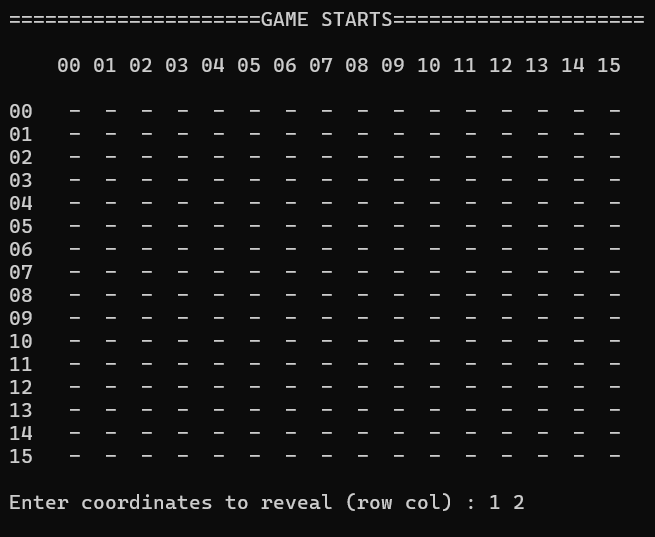 =====================GAME STARTS=====================
00 01 02 03 04 05 06 07 08 09 10 11 12 13 14 15
00 - - - - - - - - - - - - - - - -
01 - - - - - - - - - - - - - - - -
02 - - - - - - - - - - - - - - - -
03 - - - - - - - - - - - - - - - -
04 - - - - - - - - - - - - - - - -
05 - - - - - - - - - - - - - - - -
06 - - - - - - - - - - - - - - - -
07 - - - - - - - - - - - - - - - -
08 - - - - - - - - - - - - - - - -
09 - - - - - - - - - - - - - - - -
10 - - - - - - - - - - - - - - - -
11 - - - - - - - - - - - - - - - -
12 - - - - - - - - - - - - - - - -
13 - - - - - - - - - - - - - - - -
14 - - - - - - - - - - - - - - - -
15 - - - - - - - - - - - - - - - -
Enter coordinates to reveal (row col) : 1 2